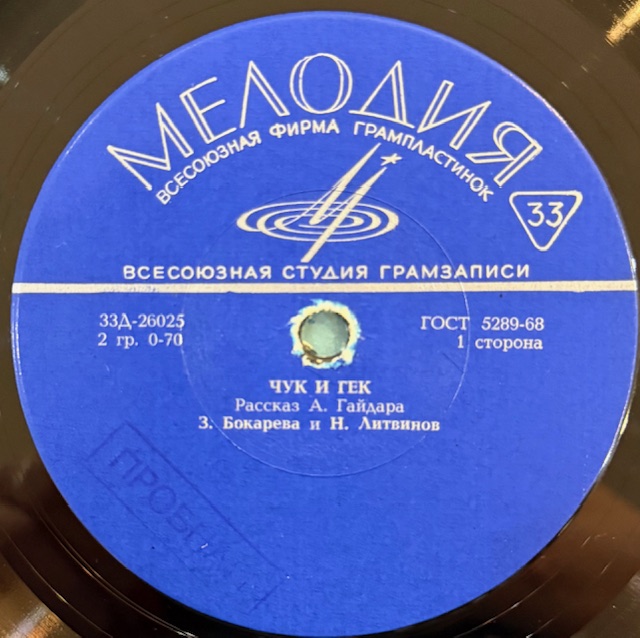 МЕЛОДИЯ
ВСЕСОЮЗНАЯ ФИРМА ГРАМПЛАСТИНОК
33
ВСЕСОЮЗНАЯ СТУДИЯ ГРАМЗАПИСИ
33Д-26025
ГОСТ 5289-68
2 гр. 0-70
1 сторона
ЧУК И ГЕК
Рассказ А. Гайдара
З. Бокарева и Н. Литвинов